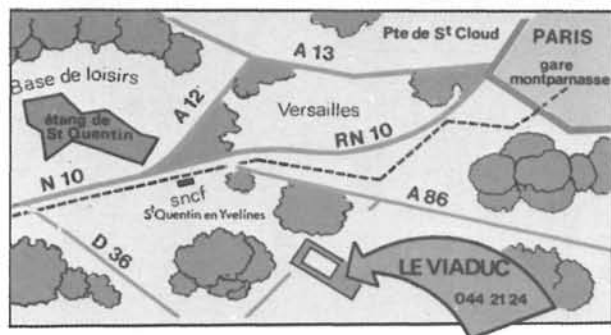 Pte de St Cloud
PARIS
gare
montparnasse
A 13
Base de loisirs
A 12
Versailles
étang de
St Quentin
RN 10
N 10
sncf
St Quentin en Yvelines
A 86
D 36
LE VIADUC
044 21 24